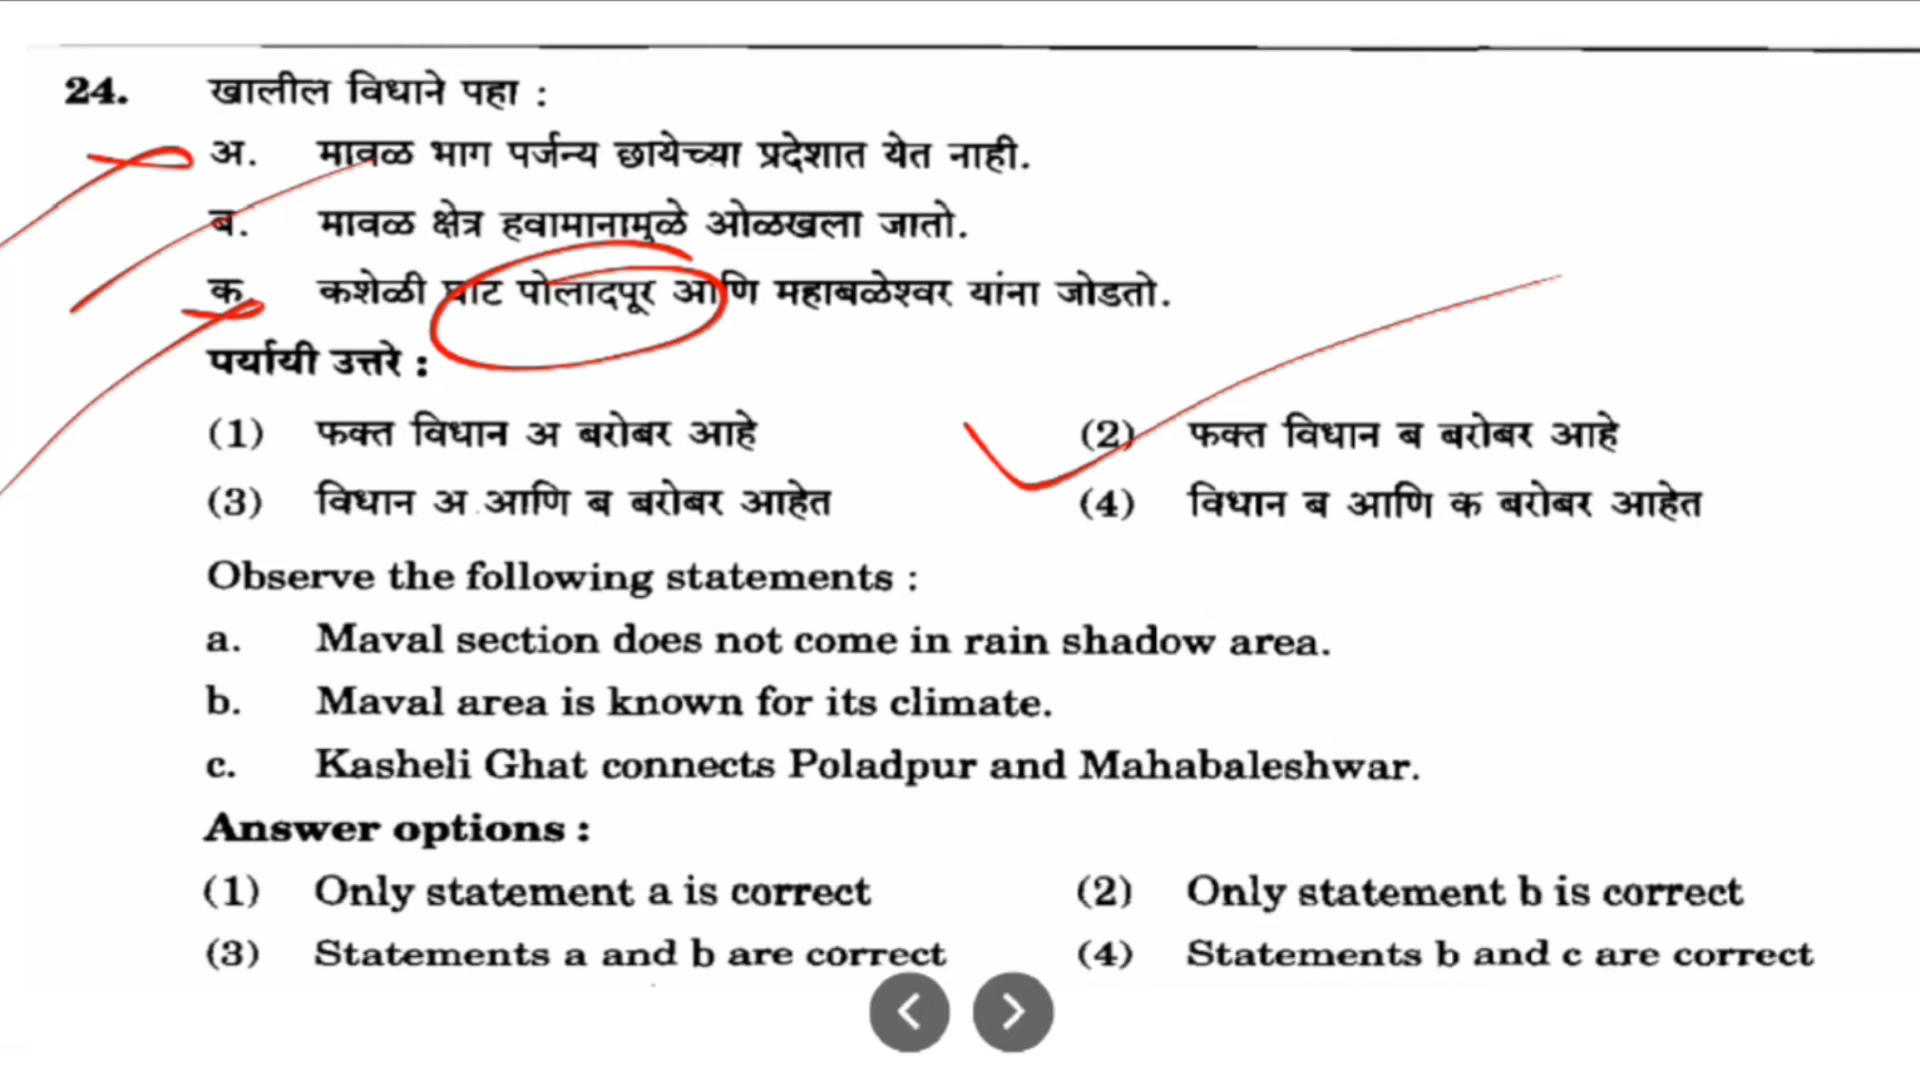 24. खालील विधाने पहा :
अ. मावळ भाग पर्जन्य छायेच्या प्रदेशात येत नाही.
ब. मावळ क्षेत्र हवामानामुळे ओळखला जातो.
क. कशेळी घाट पोलादपूर आणि महाबळेश्वर यांना जोडतो.
पर्यायी उत्तरे :
(1) फक्त विधान अ बरोबर आहे (2) फक्त विधान ब बरोबर आहे
(3) विधान अ आणि ब बरोबर आहेत (4) विधान ब आणि क बरोबर आहेत
Observe the following statements :
a. Maval section does not come in rain shadow area.
b. Maval area is known for its climate.
c. Kasheli Ghat connects Poladpur and Mahabaleshwar.
Answer options :
(1) Only statement a is correct (2) Only statement b is correct
(3) Statements a and b are correct (4) Statements b and c are correct